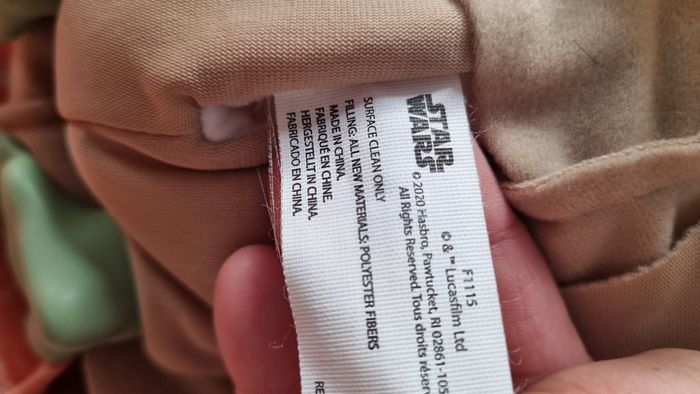 STAR
WARS
F1115
© & ™ Lucasfilm Ltd
© 2020 Hasbro, Pawtucket, RI 02861-105
All Rights Reserved. Tous droits réser
SURFACE CLEAN ONLY
FILLING: ALL NEW MATERIALS: POLYESTER FIBERS
MADE IN CHINA.
FABRIQUÉ EN CHINE.
HERGESTELLT IN CHINA.
FABRICADO EN CHINA.
RE